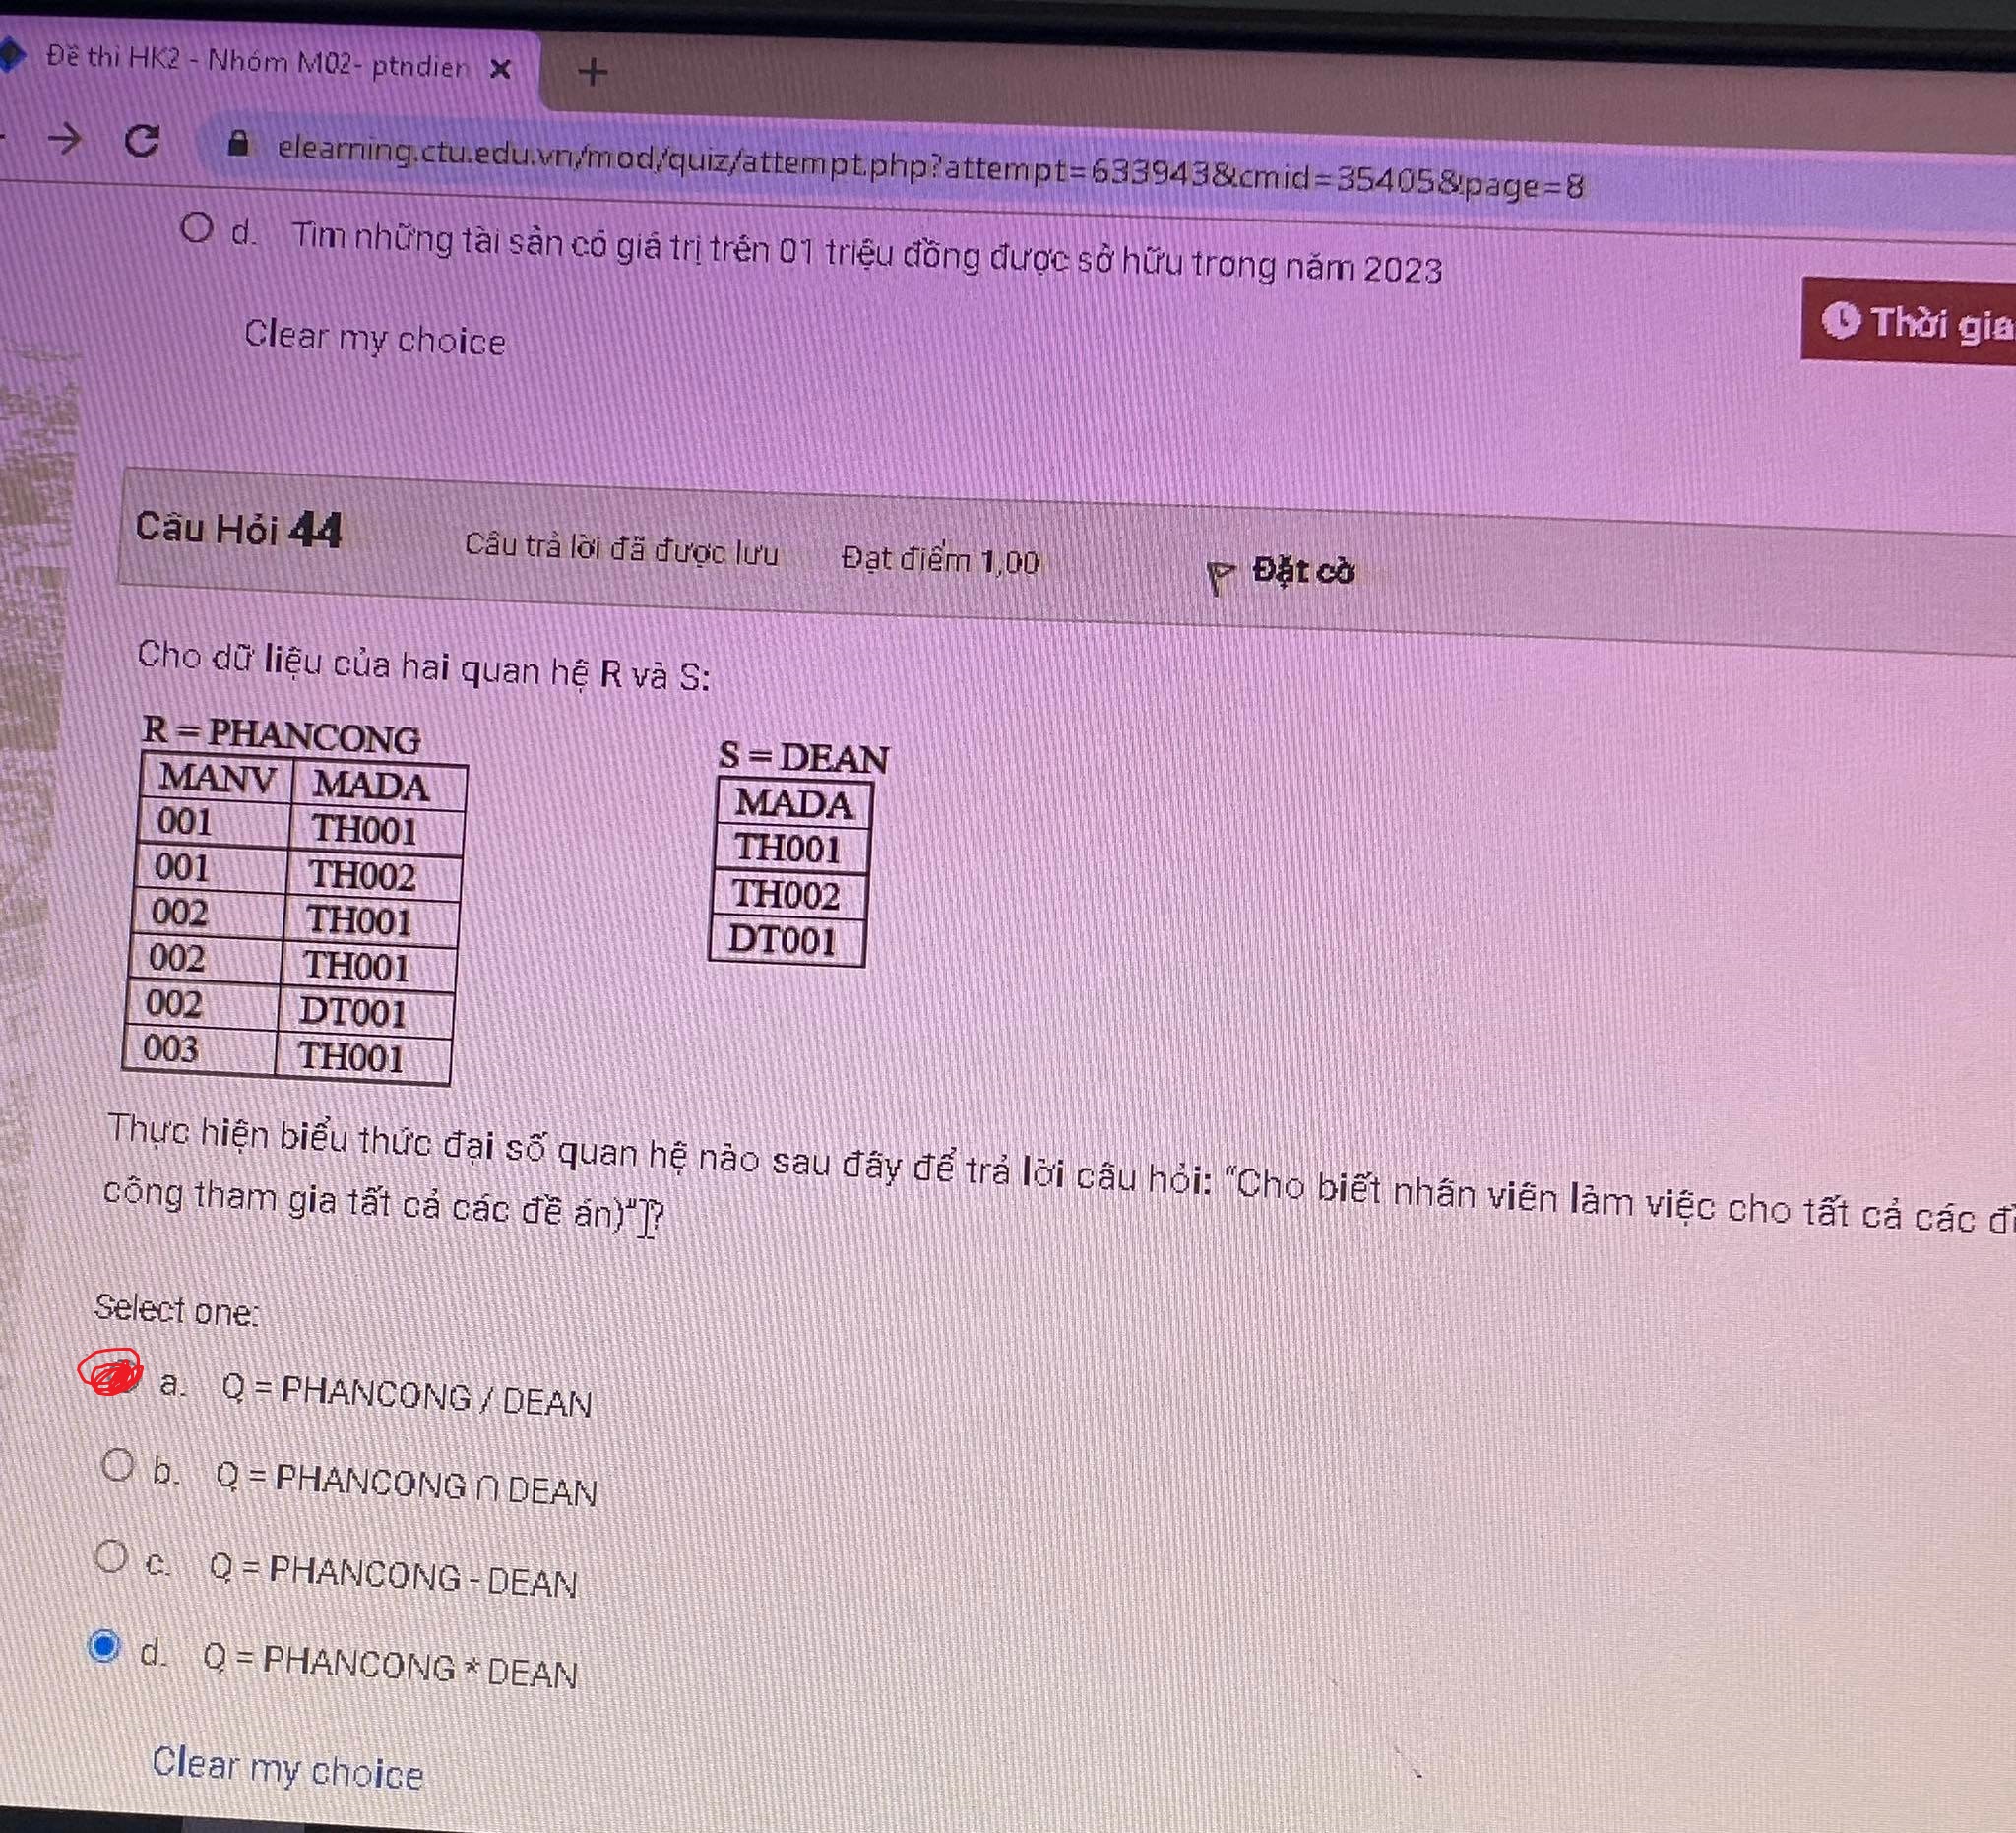 Đề thi HK2 - Nhóm M02- ptndien
elearning.ctu.edu.vn/mod/quiz/attempt.php?attempt=633943&cmid=35405&page=8
d. Tìm những tài sản có giá trị trên 01 triệu đồng được sở hữu trong năm 2023
Thời gia
Clear my choice
Câu Hỏi 44 Câu trả lời đã được lưu Đạt điểm 1,00 Đặt cờ
Cho dữ liệu của hai quan hệ R và S:
R = PHANCONG
MANV MADA
001 TH001
001 TH002
002 TH001
002 TH001
002 DT001
003 TH001
S = DEAN
MADA
TH001
TH002
DT001
Thực hiện biểu thức đại số quan hệ nào sau đây để trả lời câu hỏi: "Cho biết nhân viên làm việc cho tất cả các
công tham gia tất cả các đề án)"]?
Select one:
a. Q = PHANCONG / DEAN
b. Q = PHANCONG ∩ DEAN
c. Q = PHANCONG - DEAN
d. Q = PHANCONG * DEAN
Clear my choice